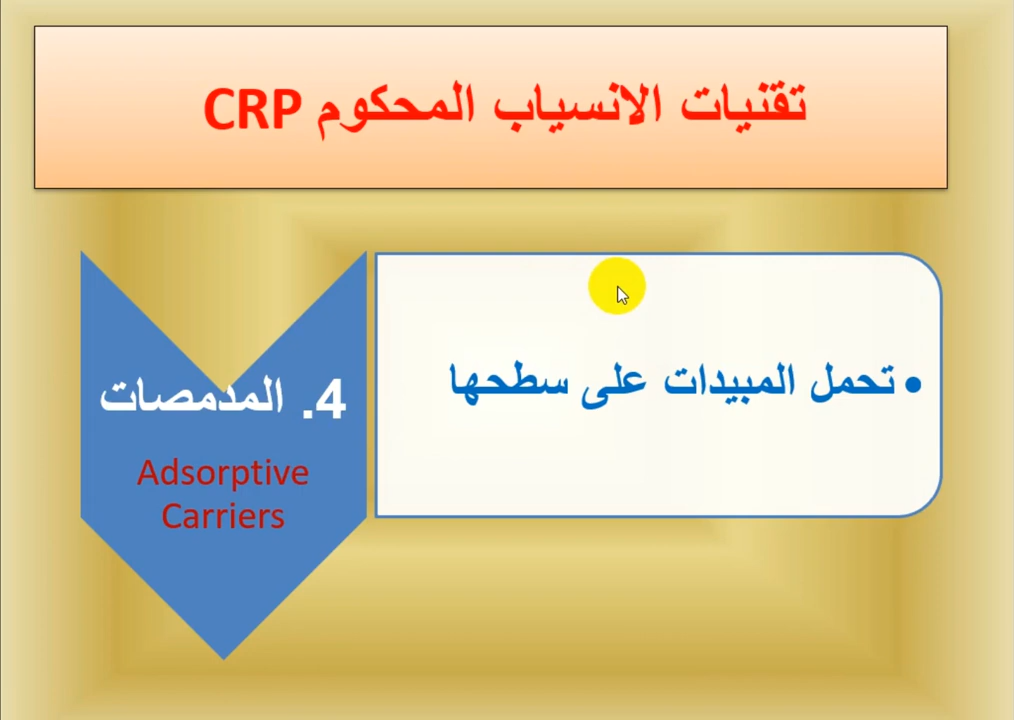 تقنيات الانسياب المحكوم CRP
4. المدمصات
Adsorptive
Carriers
• تحمل المبيدات على سطحها